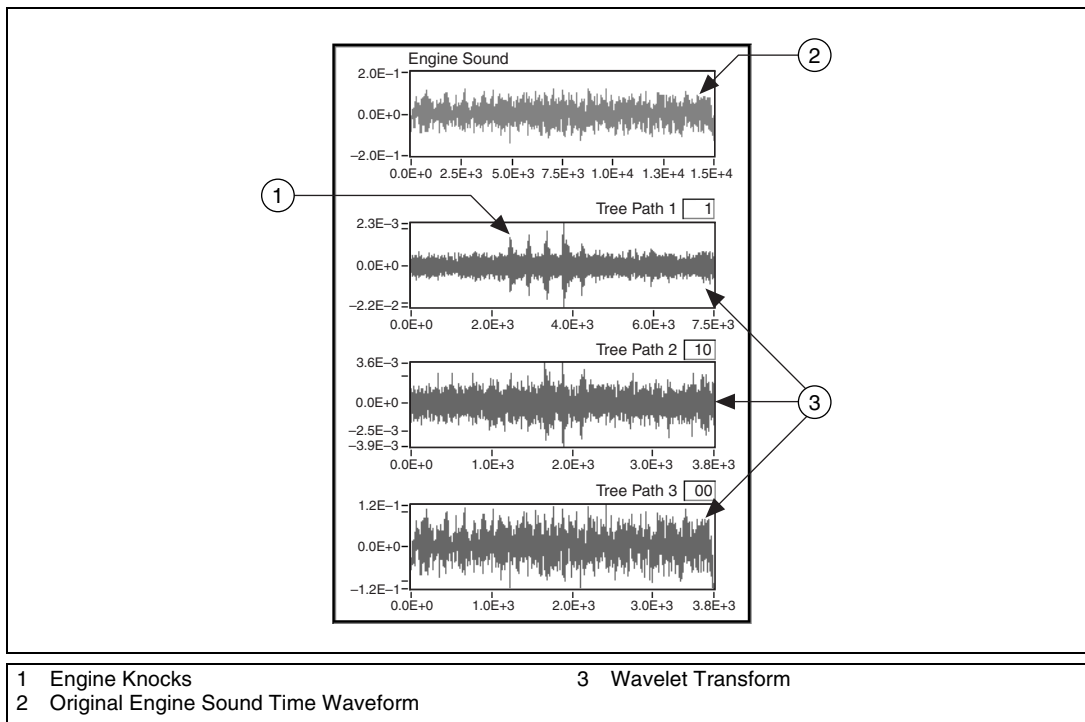 Engine Sound
2
2.0E–1
0.0E+0
–2.0E–1
0.0E+0 2.5E+3 5.0E+3 7.5E+3 1.0E+4 1.3E+4 1.5E+4
1
Tree Path 1 1
2.3E–3
0.0E+0
–2.2E–2
0.0E+0 2.0E+3 4.0E+3 6.0E+3 7.5E+3
Tree Path 2 10
3.6E–3
0.0E+0
3
–2.5E–3
–3.9E–3
0.0E+0 1.0E+3 2.0E+3 3.0E+3 3.8E+3
Tree Path 3 00
1.2E–1
0.0E+0
–1.2E–1
0.0E+0 1.0E+3 2.0E+3 3.0E+3 3.8E+3
1 Engine Knocks
2 Original Engine Sound Time Waveform
3 Wavelet Transform